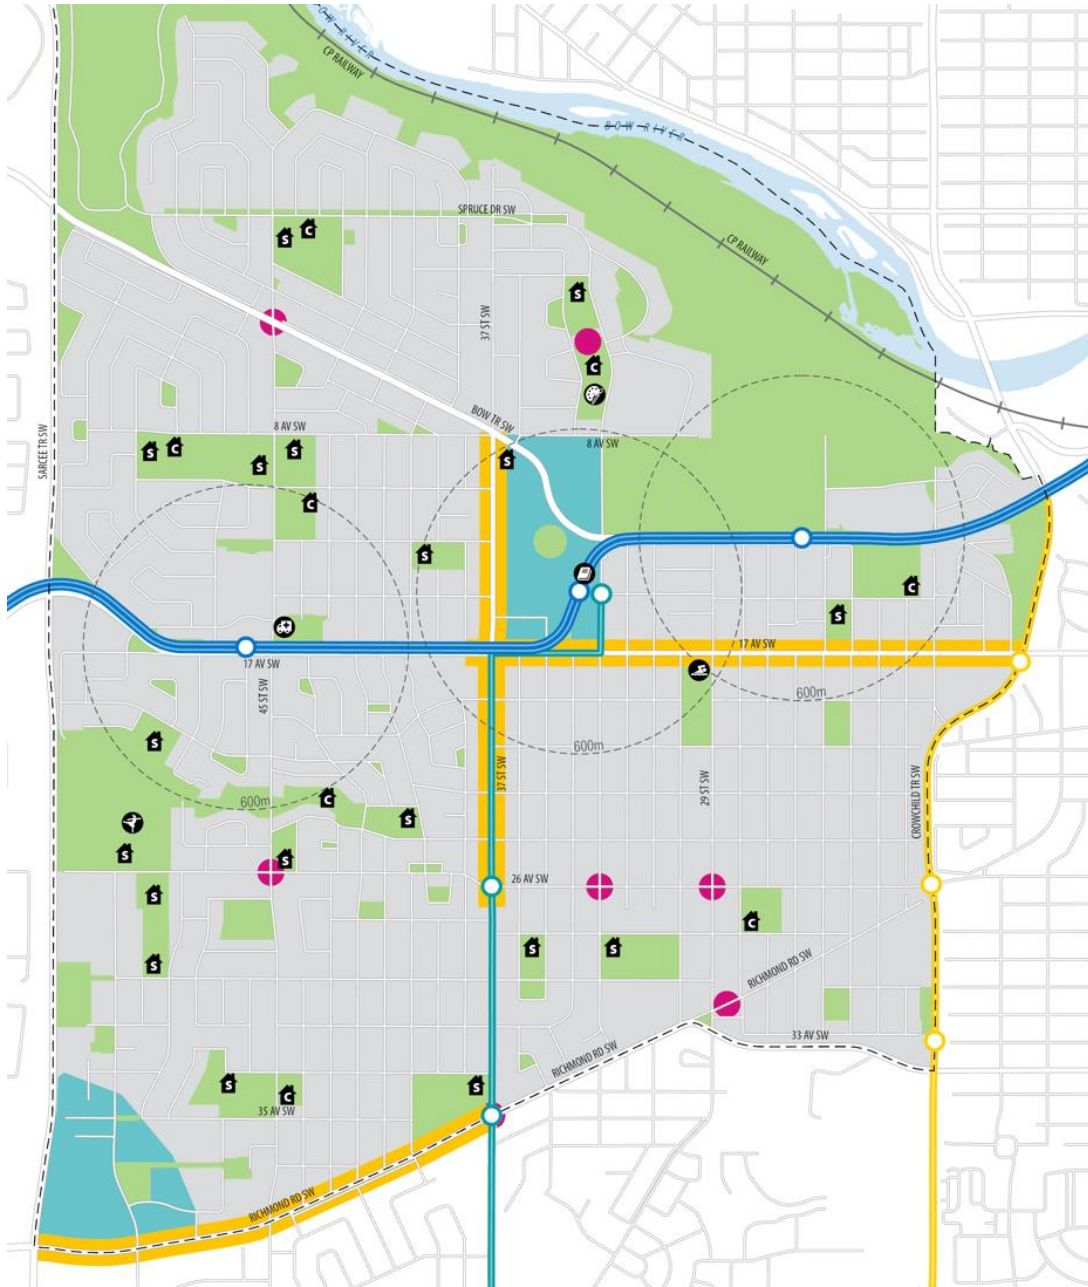 BOW RIVER
CP RAILWAY
BOW RIVER
SPRUCE DR SW
CP RAILWAY
S
C
S
37 ST SW
C
BOW TR SW
8 AV SW
8 AV SW
SARCEE TR SW
S
C
S
S
S
C
S
C
S
17 AV SW
17 AV SW
45 ST SW
600m
600m
S
37 ST SW
29 ST SW
CROWCHILD TR SW
600m
C
S
S
S
26 AV SW
S
C
S
S
S
RICHMOND RD SW
33 AV SW
RICHMOND RD SW
S
C
S
35 AV SW
RICHMOND RD SW